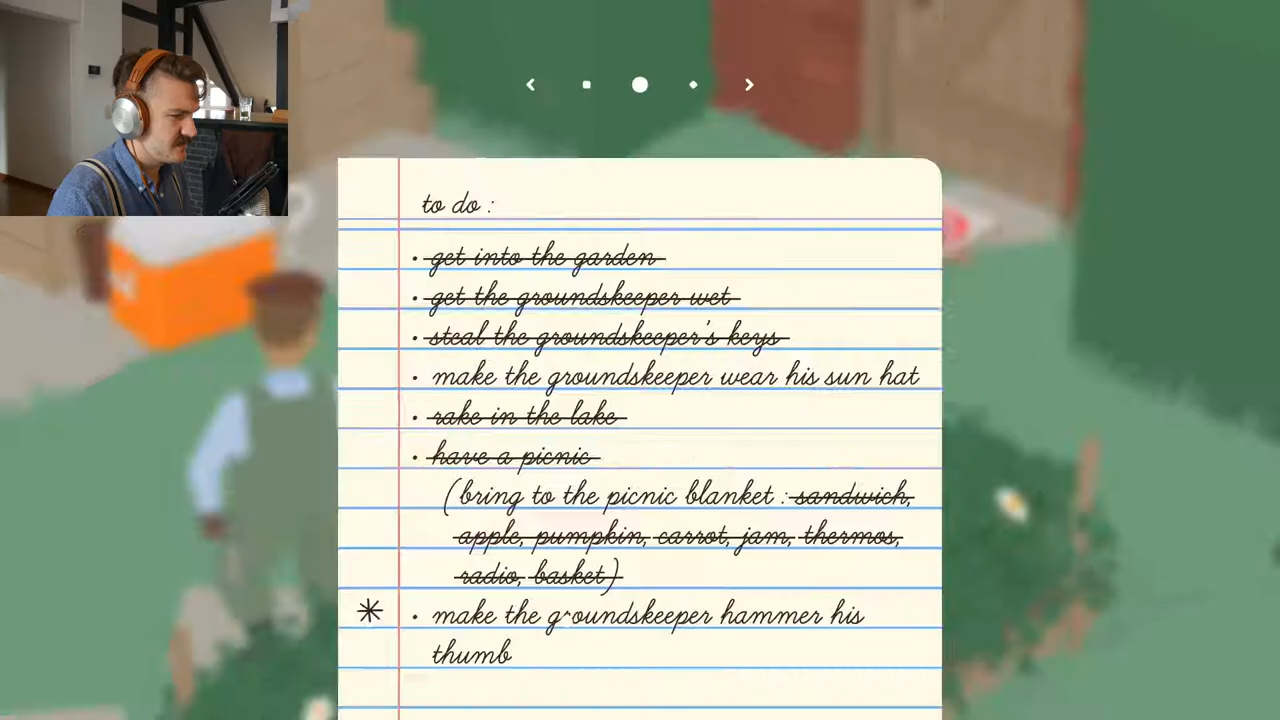 to do :
• get into the garden
• get the groundskeeper wet
• steal the groundskeeper's keys
• make the groundskeeper wear his sun hat
• rake in the lake
• have a picnic
(bring to the picnic blanket : sandwich,
apple, pumpkin, carrot, jam, thermos,
radio, basket)
* • make the groundskeeper hammer his
thumb